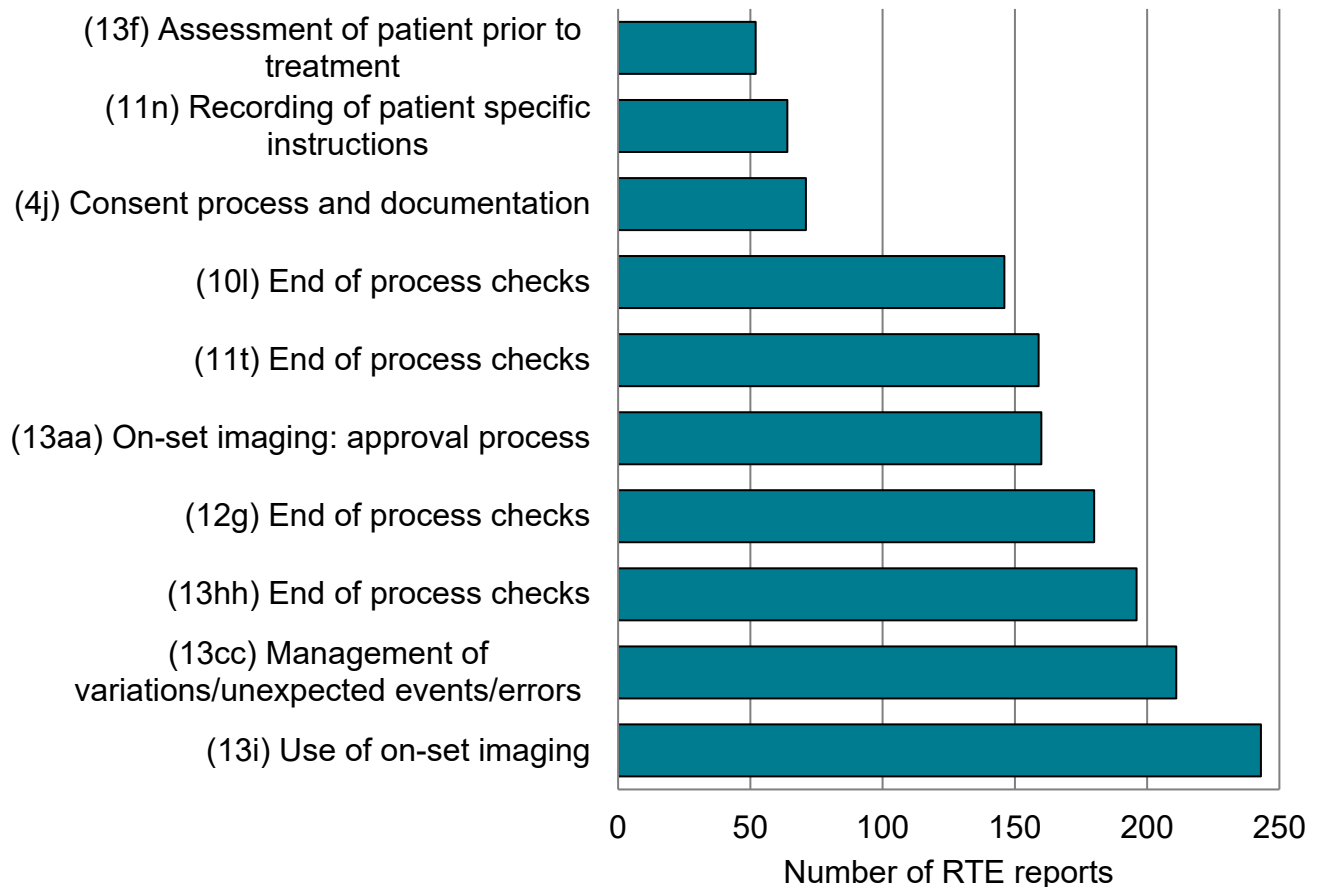 (13f) Assessment of patient prior to
treatment
(11n) Recording of patient specific
instructions
(4j) Consent process and documentation
(10l) End of process checks
(11t) End of process checks
(13aa) On-set imaging: approval process
(12g) End of process checks
(13hh) End of process checks
(13cc) Management of
variations/unexpected events/errors
(13i) Use of on-set imaging
0 50 100 150 200 250
Number of RTE reports